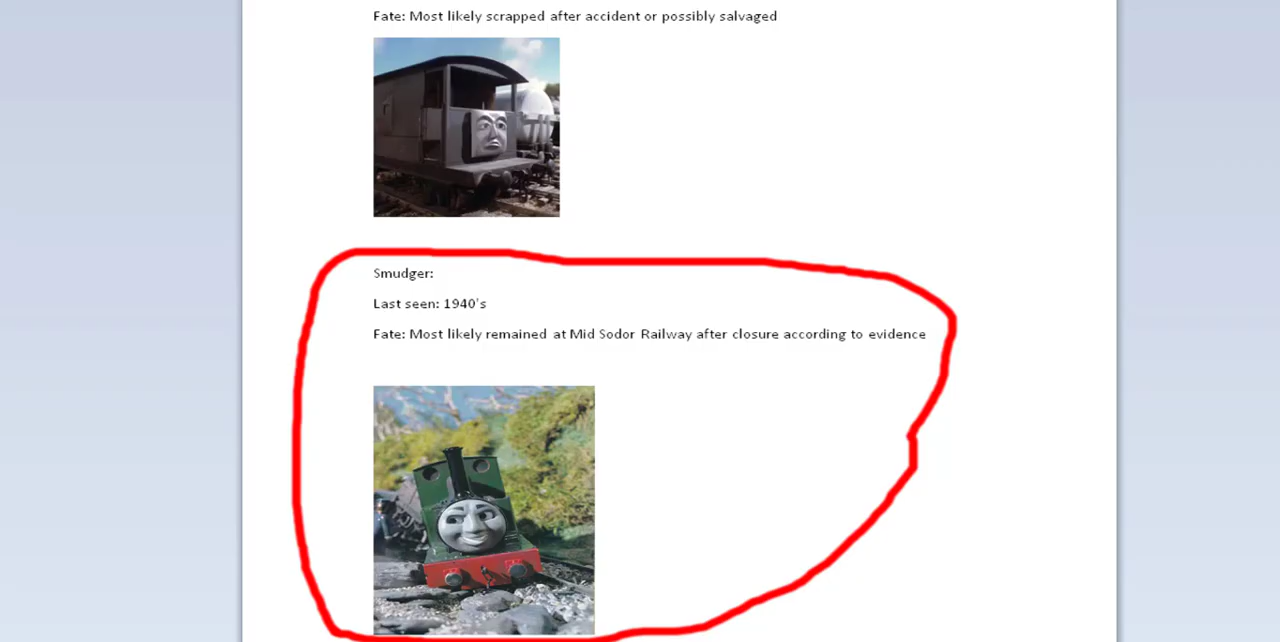 Fate: Most likely scrapped after accident or possibly salvaged
Smudger:
Last seen: 1940's
Fate: Most likely remained at Mid Sodor Railway after closure according to evidence